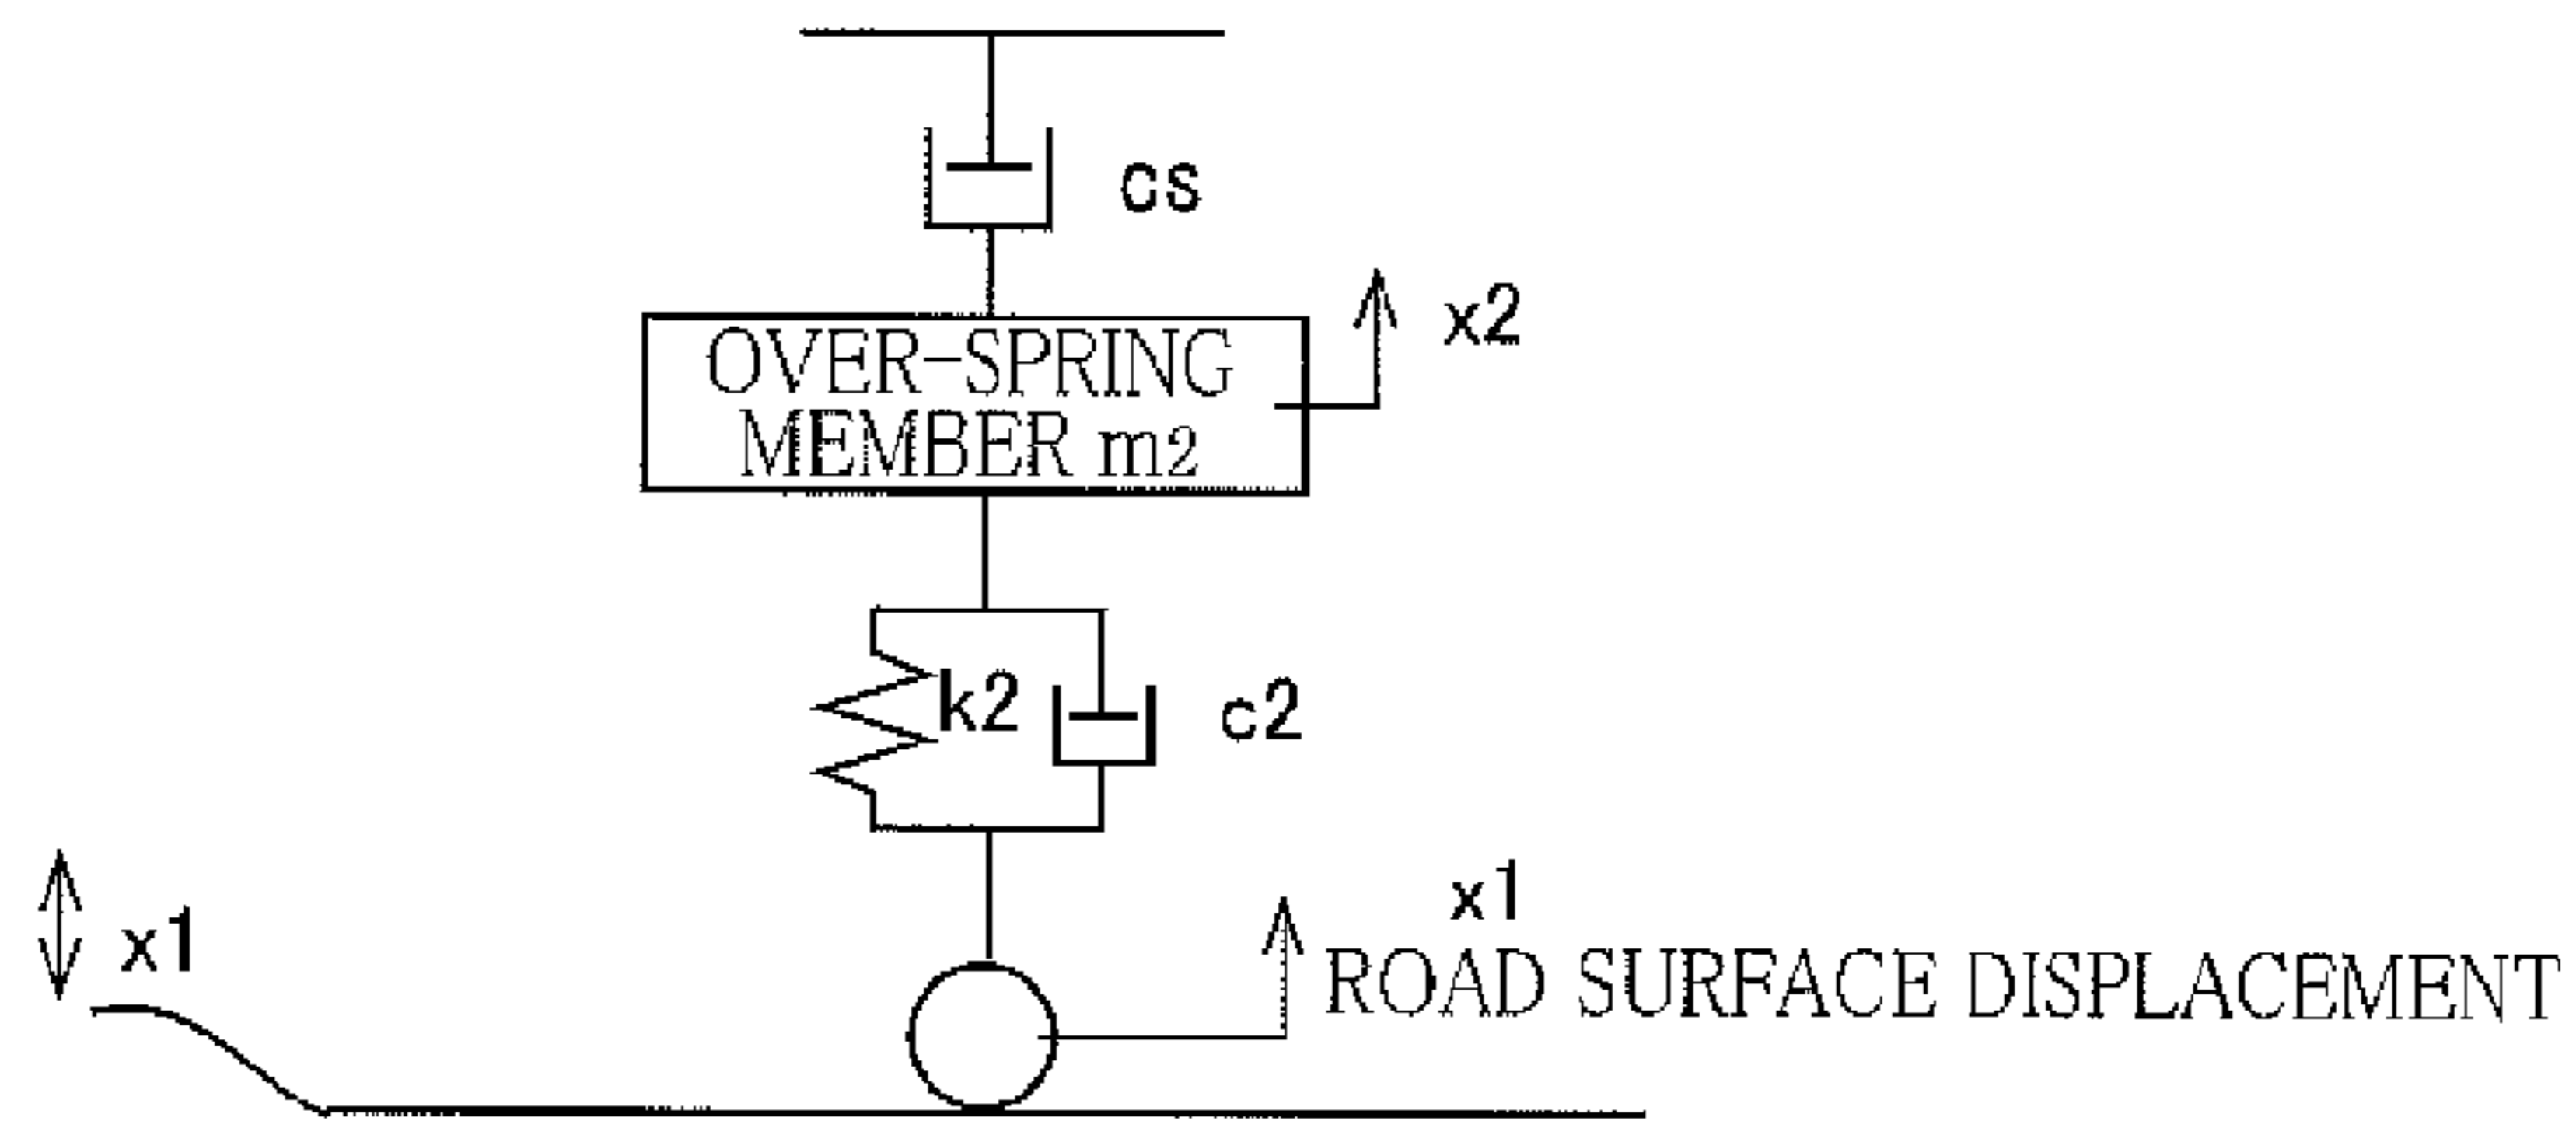 cs
x2
OVER-SPRING
MEMBER m2
k2
c2
x1
x1
ROAD SURFACE DISPLACEMENT